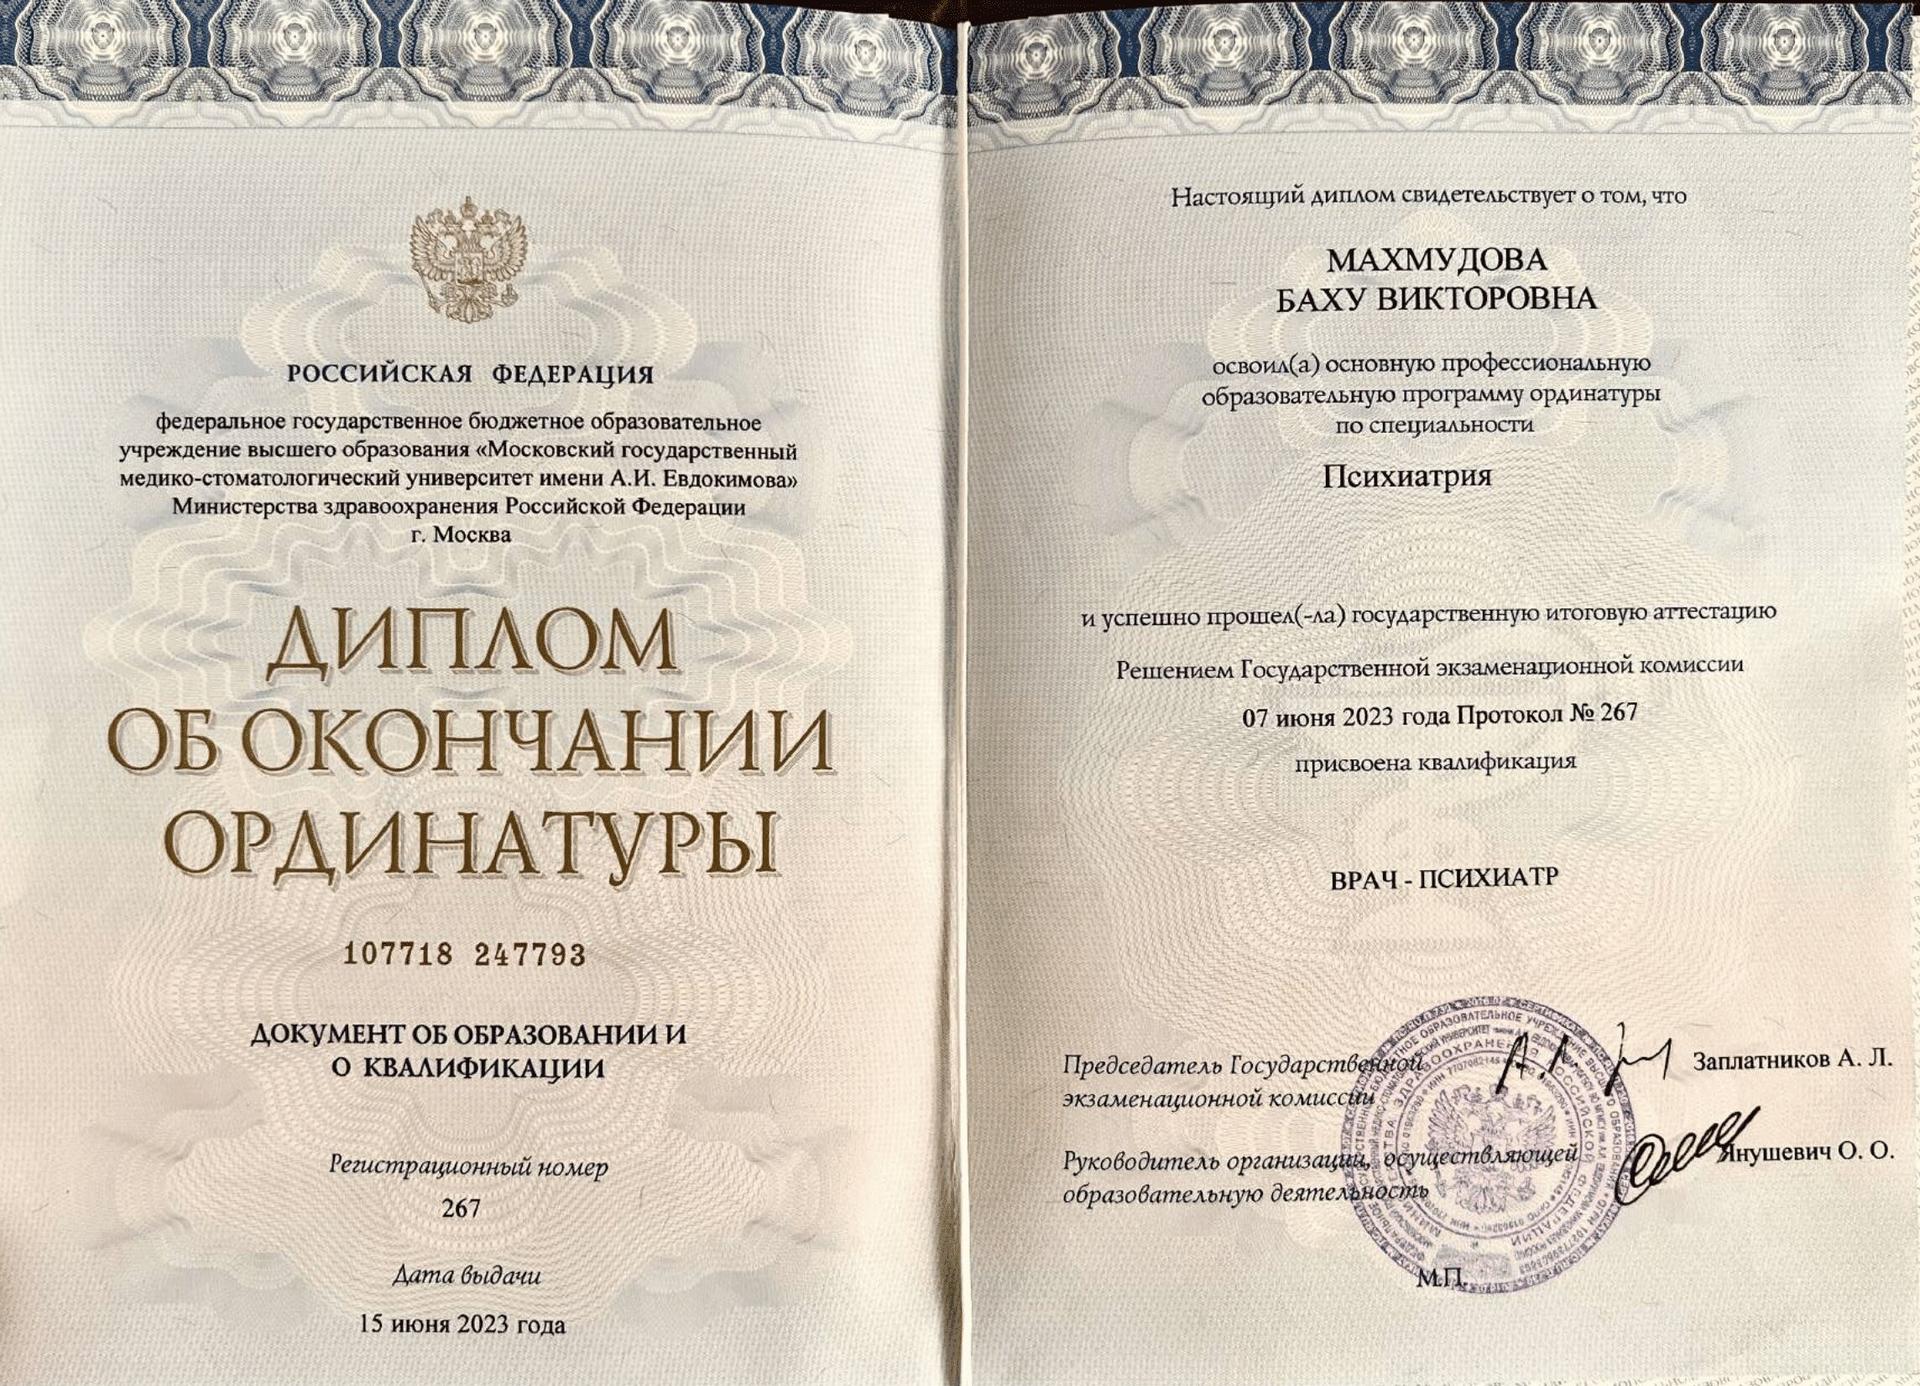 РОССИЙСКАЯ ФЕДЕРАЦИЯ
федеральное государственное бюджетное образовательное
учреждение высшего образования «Московский государственный
медико-стоматологический университет имени А.И. Евдокимова»
Министерства здравоохранения Российской Федерации
г. Москва
ДИПЛОМ
ОБ ОКОНЧАНИИ
ОРДИНАТУРЫ
107718 247793
ДОКУМЕНТ ОБ ОБРАЗОВАНИИ И
О КВАЛИФИКАЦИИ
Регистрационный номер
267
Дата выдачи
15 июня 2023 года
Настоящий диплом свидетельствует о том, что
МАХМУДОВА
БАХУ ВИКТОРОВНА
освоил(а) основную профессиональную
образовательную программу ординатуры
по специальности
Психиатрия
и успешно прошел(-ла) государственную итоговую аттестацию
Решением Государственной экзаменационной комиссии
07 июня 2023 года Протокол № 267
присвоена квалификация
ВРАЧ - ПСИХИАТР
Председатель Государственной
экзаменационной комиссии
Заплатников А. Л.
Руководитель организации, осуществляющей
образовательную деятельность
Янушевич О. О.
М.П.